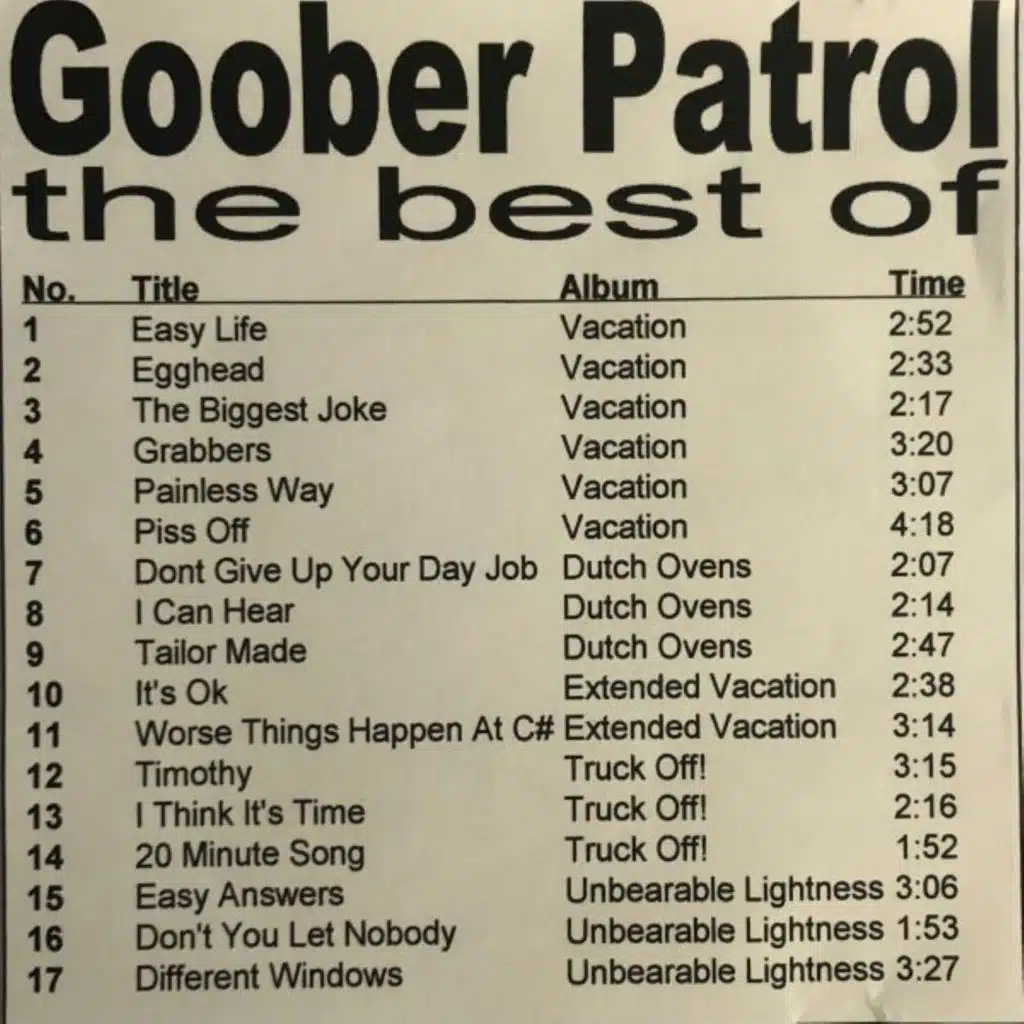 Goober Patrol
the best of
No. Title Album Time
1 Easy Life Vacation 2:52
2 Egghead Vacation 2:33
3 The Biggest Joke Vacation 2:17
4 Grabbers Vacation 3:20
5 Painless Way Vacation 3:07
6 Piss Off Vacation 4:18
7 Dont Give Up Your Day Job Dutch Ovens 2:07
8 I Can Hear Dutch Ovens 2:14
9 Tailor Made Dutch Ovens 2:47
10 It's Ok Extended Vacation 2:38
11 Worse Things Happen At C# Extended Vacation 3:14
12 Timothy Truck Off! 3:15
13 I Think It's Time Truck Off! 2:16
14 20 Minute Song Truck Off! 1:52
15 Easy Answers Unbearable Lightness 3:06
16 Don't You Let Nobody Unbearable Lightness 1:53
17 Different Windows Unbearable Lightness 3:27